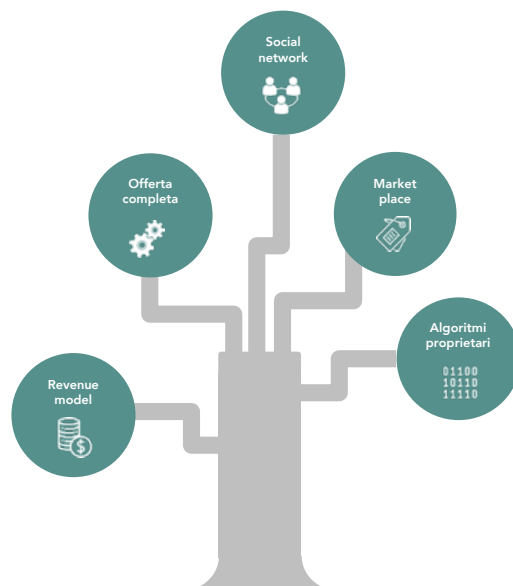 Social
network
Offerta
completa
Market
place
Algoritmi
proprietari
01100
10110
11110
Revenue
model
$